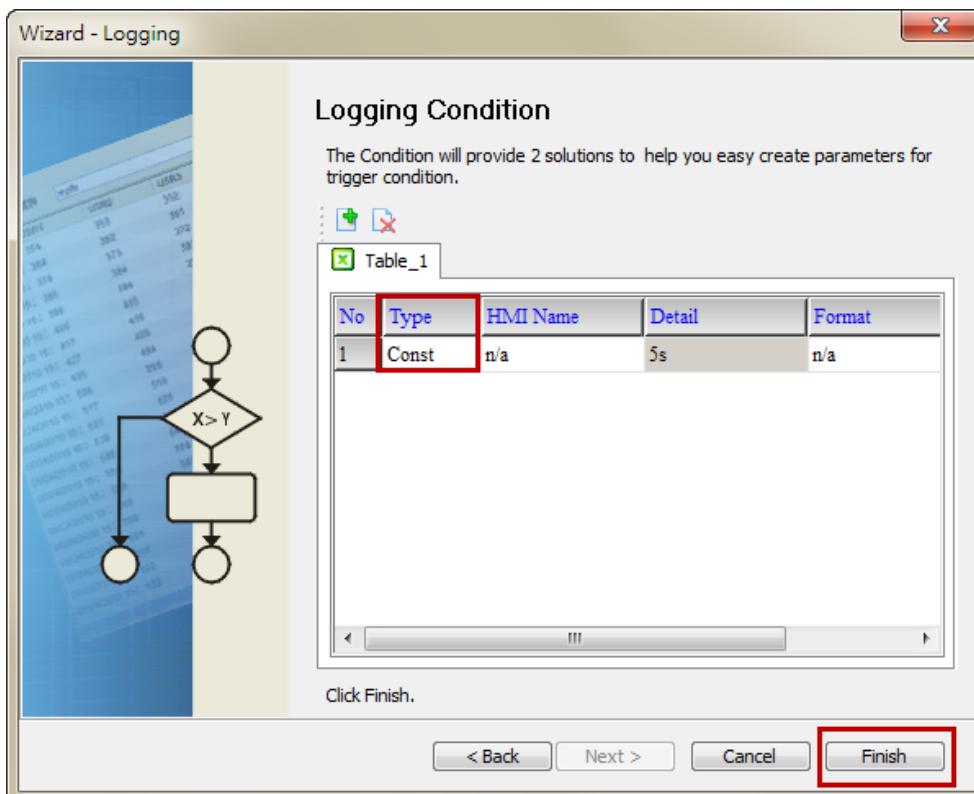 Wizard - Logging
Logging Condition
The Condition will provide 2 solutions to help you easy create parameters for
trigger condition.
Table_1
No Type HMI Name Detail Format
1 Const n/a 5s n/a
X> Y
Click Finish.
< Back Next > Cancel Finish